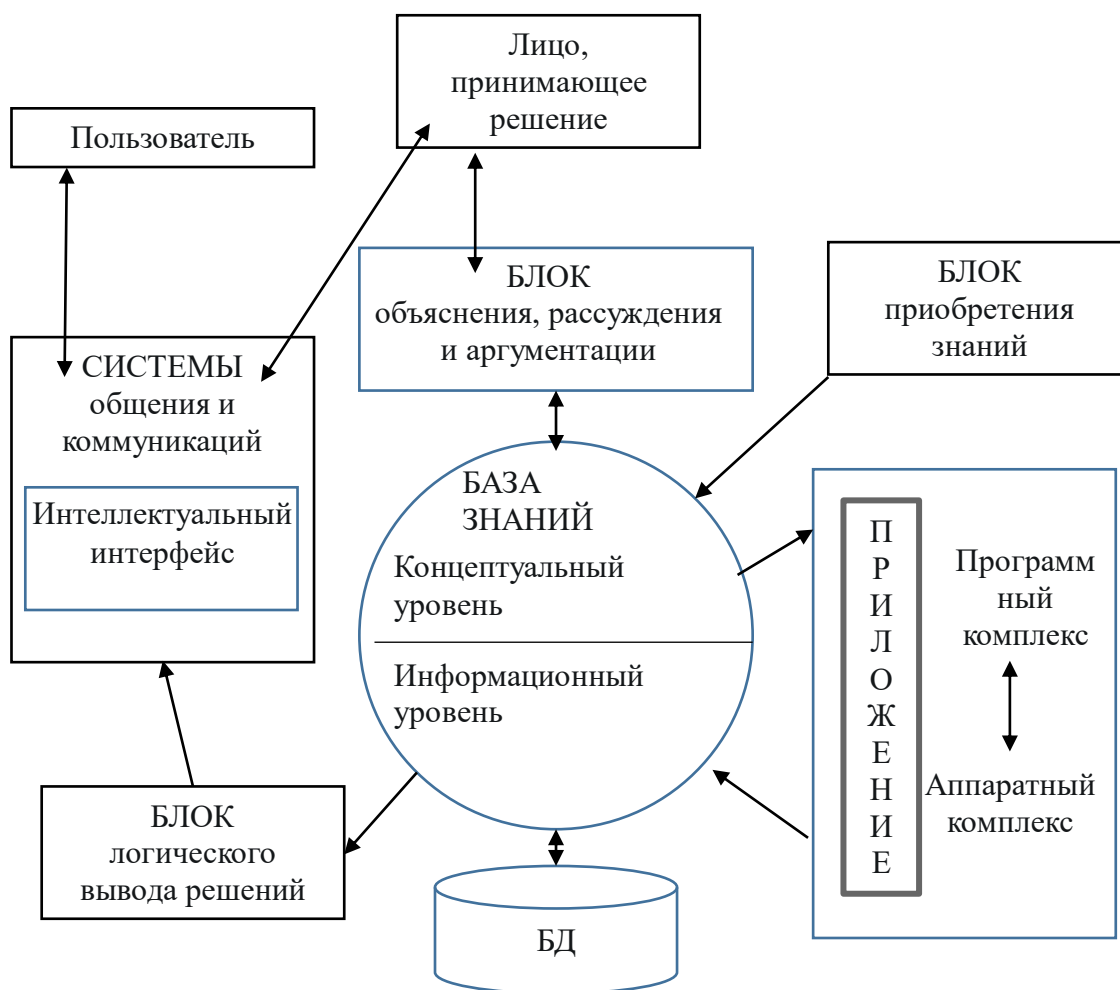 Лицо,
принимающее
решение
Пользователь
БЛОК
объяснения, рассуждения
и аргументации
БЛОК
приобретения
знаний
СИСТЕМЫ
общения и
коммуникаций
Интеллектуальный
интерфейс
БАЗА
ЗНАНИЙ
Концептуальный
уровень
Информационный
уровень
П
Р
И
Л
О
Ж
Е
Н
И
Е
Программ
ный
комплекс
Аппаратный
комплекс
БЛОК
логического
вывода решений
БД